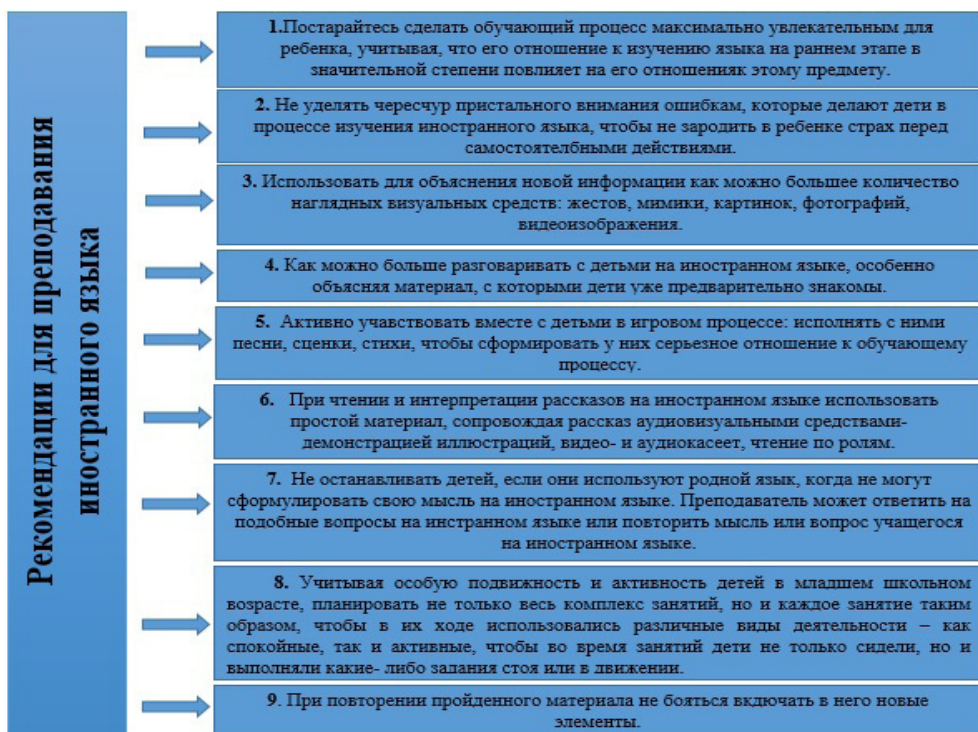 Рекомендации для преподавания
иностранного языка
1.Постарайтесь сделать обучающий процесс максимально увлекательным для
ребенка, учитывая, что его отношение к изучению языка на раннем этапе в
значительной степени повлияет на его отношенияк этому предмету.
2. Не уделять чересчур пристального внимания ошибкам, которые делают дети в
процессе изучения иностранного языка, чтобы не зародить в ребенке страх перед
самостоятелбными действиями.
3. Использовать для объяснения новой информации как можно большее количество
наглядных визуальных средств: жестов, мимики, картинок, фотографий,
видеоизображения.
4. Как можно больше разговаривать с детьми на иностранном языке, особенно
объясняя материал, с которыми дети уже предварительно знакомы.
5. Активно учавствовать вместе с детьми в игровом процессе: исполнять с ними
песни, сценки, стихи, чтобы сформировать у них серьезное отношение к обучающему
процессу.
6. При чтении и интерпретации рассказов на иностранном языке использовать
простой материал, сопровождая рассказ аудиовизуальными средствами-
демонстрацией иллюстраций, видео- и аудиокасеет, чтение по ролям.
7. Не останавливать детей, если они используют родной язык, когда не могут
сформулировать свою мысль на иностранном языке. Преподаватель может ответить на
подобные вопросы на инстранном языке или повторить мысль или вопрос учащегося
на иностранном языке.
8. Учитывая особую подвижность и активность детей в младшем школьном
возрасте, планировать не только весь комплекс занятий, но и каждое занятие таким
образом, чтобы в их ходе использовались различные виды деятельности – как
спокойные, так и активные, чтобы во время занятий дети не только сидели, но и
выполняли какие- либо задания стоя или в движении.
9. При повторении пройденного материала не бояться включать в него новые
элементы.